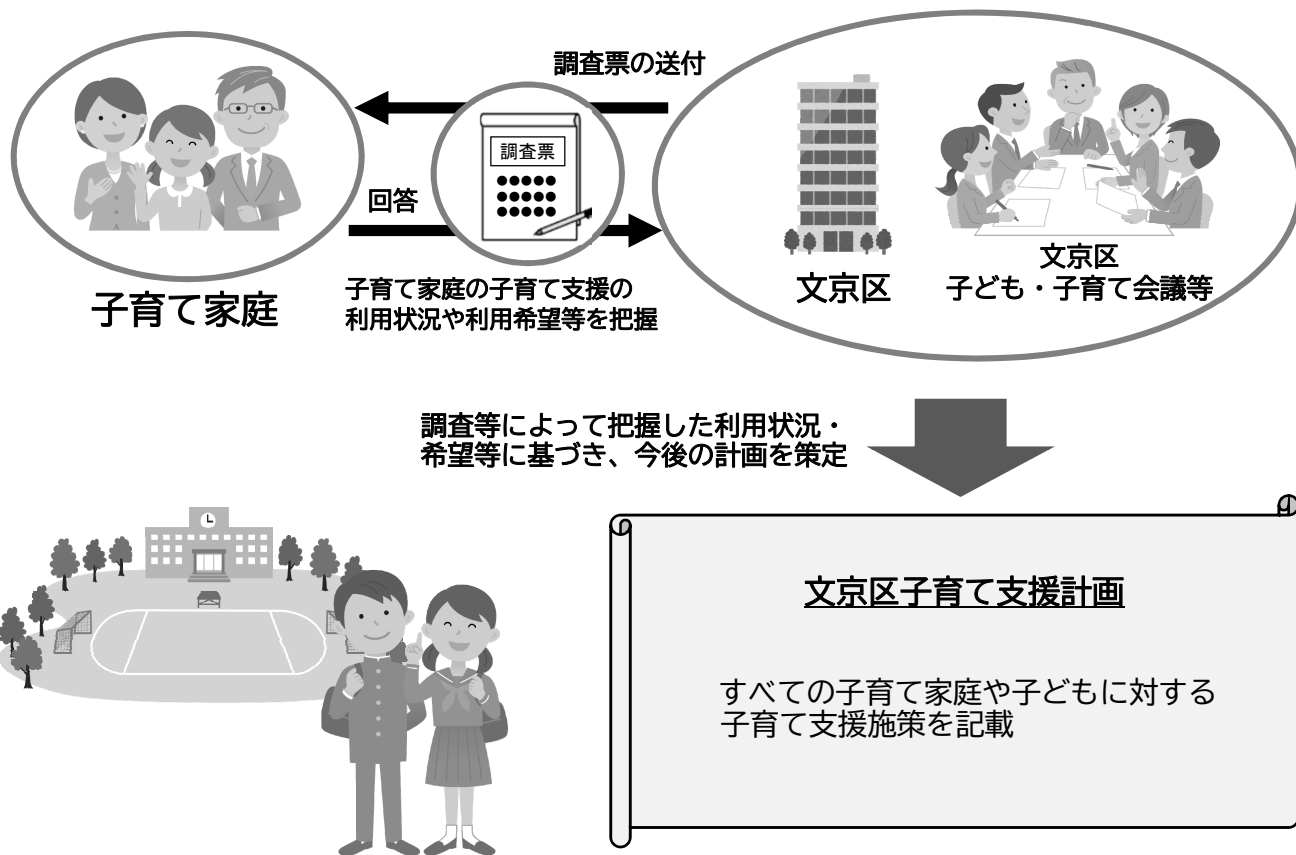 調査票の送付
調査票
回答
子育て家庭
子育て家庭の子育て支援の
利用状況や利用希望等を把握
文京区
文京区
子ども・子育て会議等
調査等によって把握した利用状況・
希望等に基づき、今後の計画を策定
文京区子育て支援計画
すべての子育て家庭や子どもに対する
子育て支援施策を記載